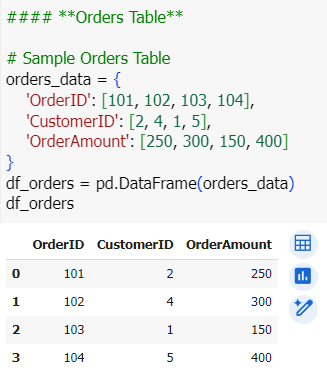 #### **Orders Table**
# Sample Orders Table
orders_data = {
    'OrderID': [101, 102, 103, 104],
    'CustomerID': [2, 4, 1, 5],
    'OrderAmount': [250, 300, 150, 400]
}
df_orders = pd.DataFrame(orders_data)
df_orders
OrderID CustomerID OrderAmount
0 101 2 250
1 102 4 300
2 103 1 150
3 104 5 400